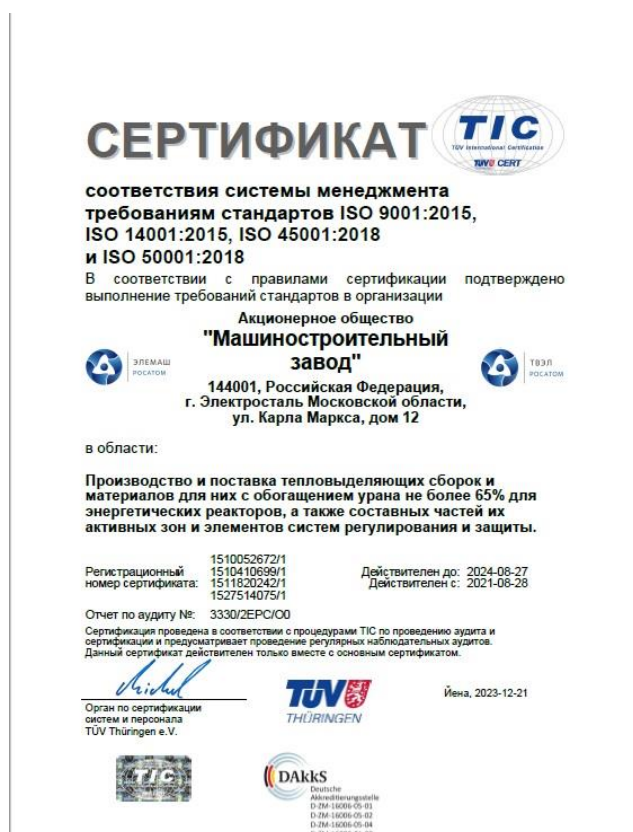 СЕРТИФИКАТ
TIC
TÜV International Certification
TÜV CERT
соответствия системы менеджмента
требованиям стандартов ISO 9001:2015,
ISO 14001:2015, ISO 45001:2018
и ISO 50001:2018
В соответствии с правилами сертификации подтверждено
выполнение требований стандартов в организации
Акционерное общество
"Машиностроительный
завод"
ЭЛЕМАШ
РОСАТОМ
ТВЭЛ
РОСАТОМ
144001, Российская Федерация,
г. Электросталь Московской области,
ул. Карла Маркса, дом 12
в области:
Производство и поставка тепловыделяющих сборок и
материалов для них с обогащением урана не более 65% для
энергетических реакторов, а также составных частей их
активных зон и элементов систем регулирования и защиты.
Регистрационный
номер сертификата:
1510052672/1
1510410699/1
1511820242/1
1527514075/1
Действителен до: 2024-08-27
Действителен с: 2021-08-28
Отчет по аудиту №: 3330/2EPC/O0
Сертификация проведена в соответствии с процедурами TIC по проведению аудита и
сертификации и предусматривает проведение регулярных наблюдательных аудитов.
Данный сертификат действителен только вместе с основным сертификатом.
Орган по сертификации
систем и персонала
TÜV Thüringen e.V.
TÜV
THÜRINGEN
Йена, 2023-12-21
TIC
DAkkS
Deutsche
Akkreditierungsstelle
D-ZM-16006-05-01
D-ZM-16006-05-02
D-ZM-16006-05-04